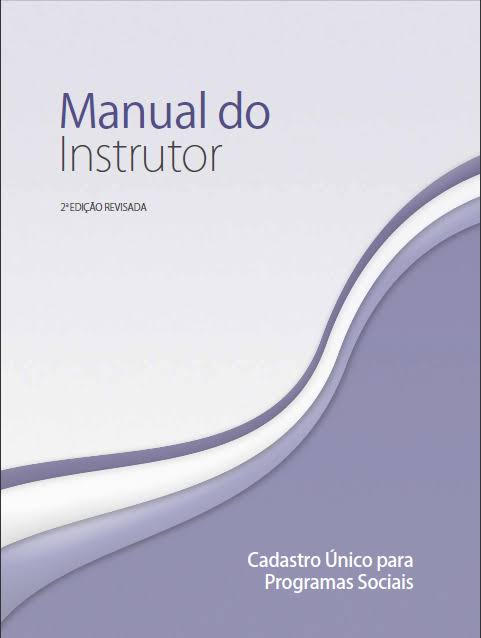 Manual do
Instrutor
2ª EDIÇÃO REVISADA
Cadastro Único para
Programas Sociais